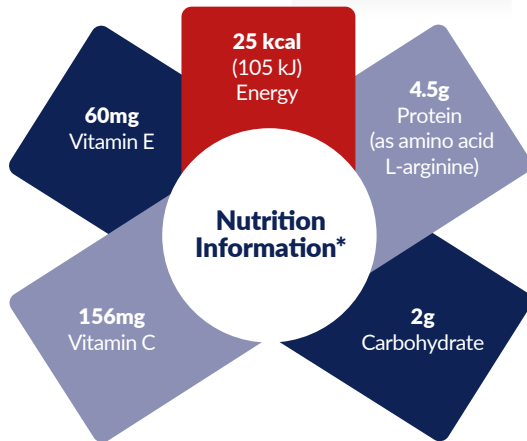 25 kcal
(105 kJ)
Energy
60mg
Vitamin E
4.5g
Protein
(as amino acid
L-arginine)
Nutrition
Information*
156mg
Vitamin C
2g
Carbohydrate